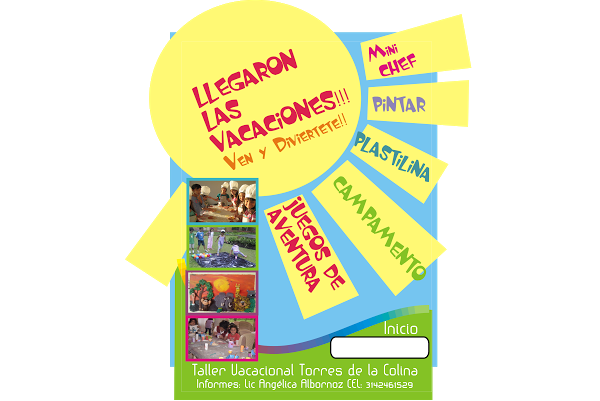 LLEGARON
LAS
VACACIONES!!!
VEN Y DIVIERTETE!!
MINI
CHEF
PINTAR
PLASTILINA
CAMPAMENTO
JUEGOS DE
AVENTURA
Inicio
Taller Vacacional Torres de la Colina
Informes: Lic Angélica Albornoz CEL: 3142461529